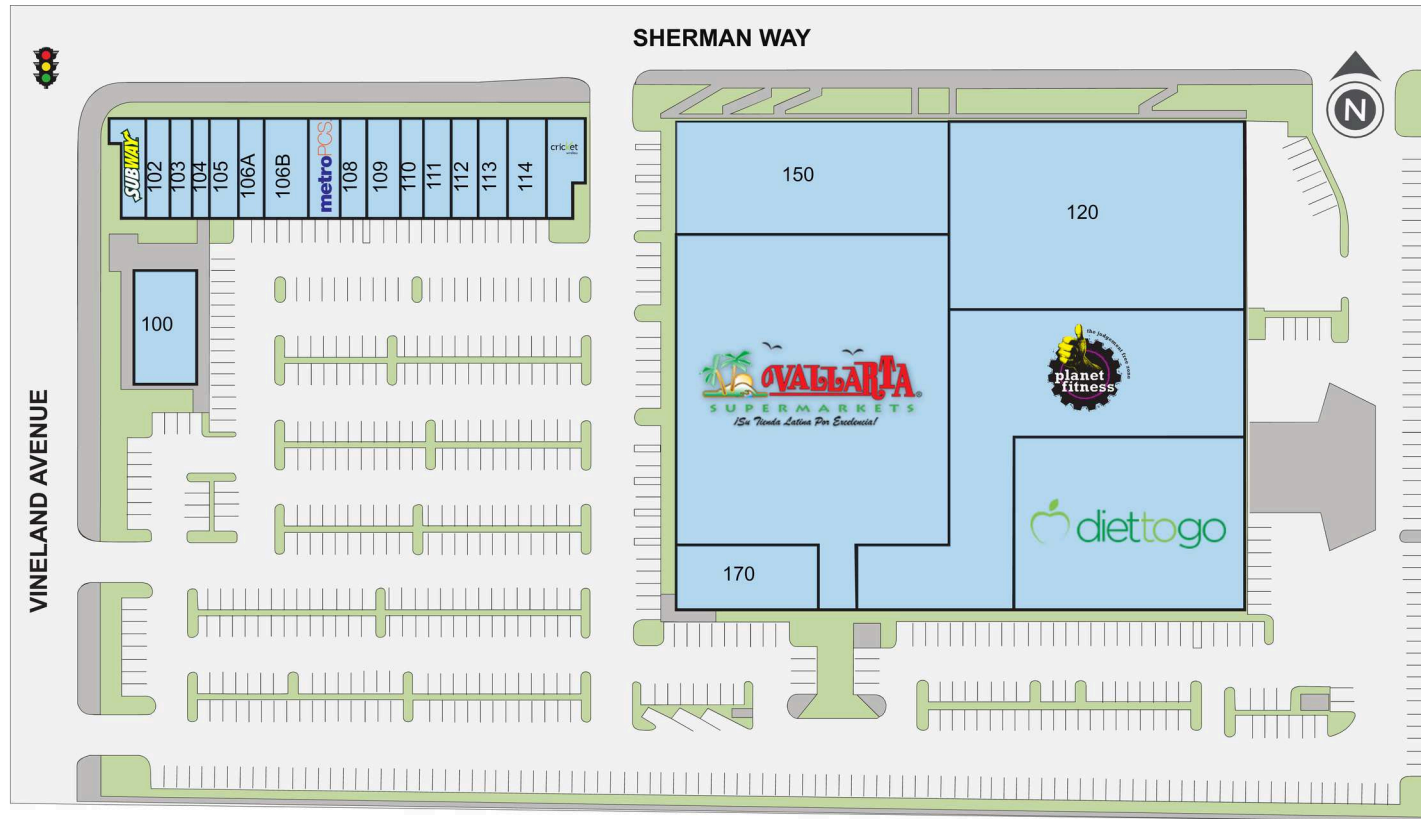 SHERMAN WAY
N
SUBWAY
102
103
104
105
106A
106B
metroPCS
108
109
110
111
112
113
114
cricket
150
120
100
VALLARTA
SUPERMARKETS
¡Su Tienda Latina Por Excelencia!
the judgement free zone
planet
fitness
diettogo
170
VINELAND AVENUE